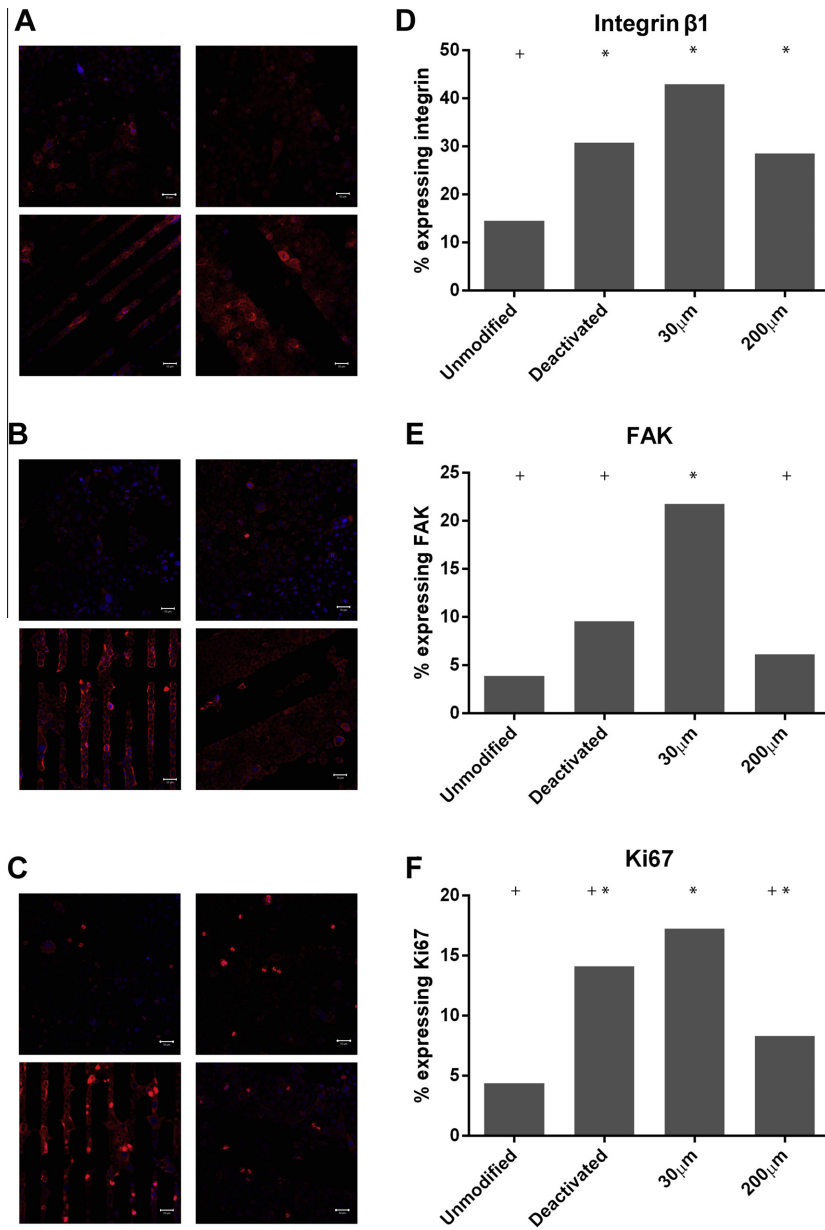 A
D
Integrin β1
% expressing integrin
50
40
30
20
10
0
+ * * *
Unmodified
Deactivated
30μm
200μm
B
E
FAK
% expressing FAK
25
20
15
10
5
0
+ + * +
Unmodified
Deactivated
30μm
200μm
C
F
Ki67
% expressing Ki67
20
15
10
5
0
+ + * * + *
Unmodified
Deactivated
30μm
200μm